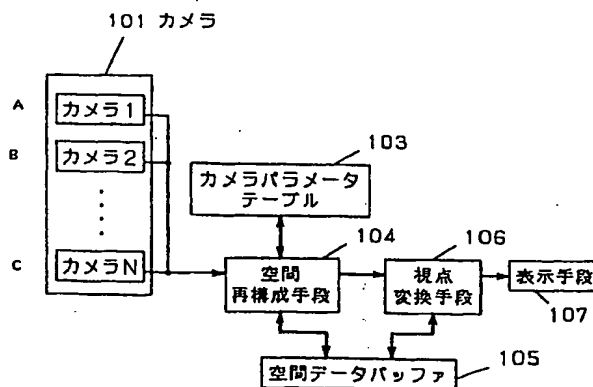 101 カメラ
A
カメラ1
B
カメラ2
C
カメラN
103
カメラパラメータ
テーブル
104
空間
再構成手段
106
視点
変換手段
表示手段
107
空間データバッファ
105